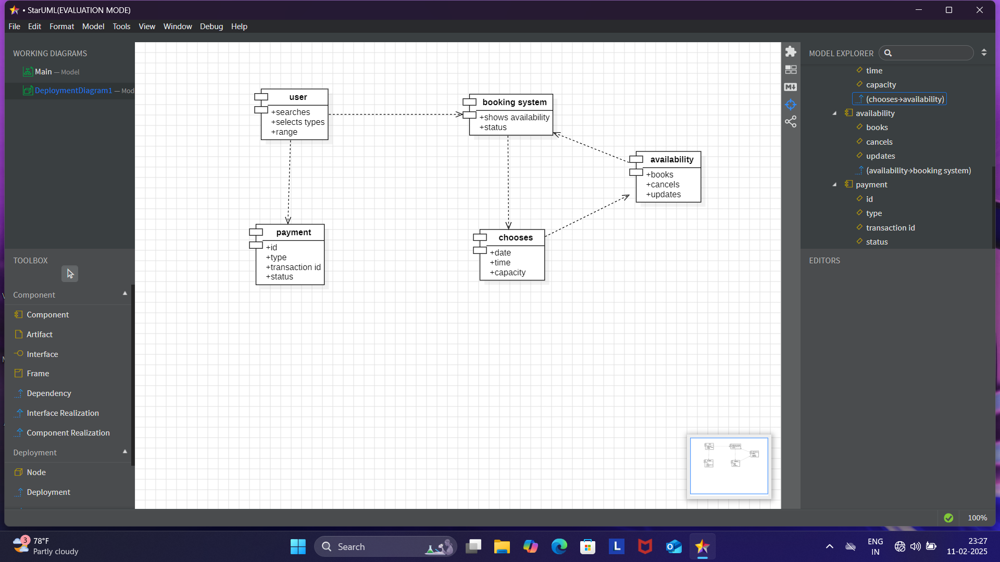 • StarUML(EVALUATION MODE)
File Edit Format Model Tools View Window Debug Help
WORKING DIAGRAMS
Main — Model
DeploymentDiagram1 — Mod
TOOLBOX
Component
Component
Artifact
Interface
Frame
Dependency
Interface Realization
Component Realization
Deployment
Node
Deployment
user
+searches
+selects types
+range
booking system
+shows availability
+status
availability
+books
+cancels
+updates
payment
+id
+type
+transaction id
+status
chooses
+date
+time
+capacity
MODEL EXPLORER
time
capacity
(chooses→availability)
availability
books
cancels
updates
(availability→booking system)
payment
id
type
transaction id
status
EDITORS
100%
3
78°F
Partly cloudy
Search
L
ENG
IN
23:27
11-02-2025